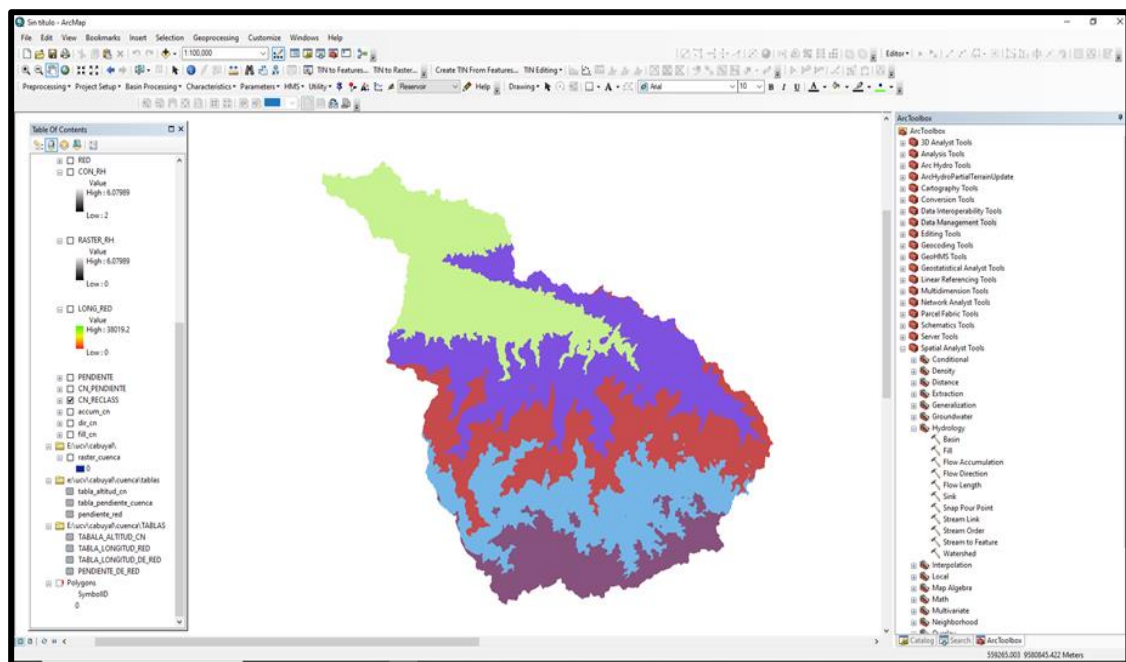 Sin titulo - ArcMap
File Edit View Bookmarks Insert Selection Geoprocessing Customize Windows Help
1:100,000
Editor
TIN to Features... TIN to Raster... Create TIN From Features... TIN Editing
Preprocessing Project Setup Basin Processing Characteristics Parameters HMS Utility Reservoir Help Drawing A Arial 10 B I U A
Table Of Contents
RED
CON_RH
Value
High : 6.07989
Low : 2
RASTER_RH
Value
High : 6.07989
Low : 0
LONG_RED
Value
High : 38019.2
Low : 0
PENDIENTE
CN_PENDIENTE
CN_RECLASS
accum_cn
dir_cn
fill_cn
E:\ucv\cabuyal\
raster_cuenca
0
e:\ucv\cabuyal\cuenca\tablas
tabla_altitud_cn
tabla_pendiente_cuenca
pendiente_red
E:\ucv\cabuyal\cuenca\TABLAS
TABALA_ALTITUD_CN
TABLA_LONGITUD_RED
TABLA_LONGITUD_DE_RED
PENDIENTE_DE_RED
Polygons
SymbolID
0
ArcToolbox
ArcToolbox
3D Analyst Tools
Analysis Tools
Arc Hydro Tools
ArcHydroPartialTerrainUpdate
Cartography Tools
Conversion Tools
Data Interoperability Tools
Data Management Tools
Editing Tools
Geocoding Tools
GeoHMS Tools
Geostatistical Analyst Tools
Linear Referencing Tools
Multidimension Tools
Network Analyst Tools
Parcel Fabric Tools
Schematics Tools
Server Tools
Spatial Analyst Tools
Conditional
Density
Distance
Extraction
Generalization
Groundwater
Hydrology
Basin
Fill
Flow Accumulation
Flow Direction
Flow Length
Sink
Snap Pour Point
Stream Link
Stream Order
Stream to Feature
Watershed
Interpolation
Local
Map Algebra
Math
Multivariate
Neighborhood
Catalog Search ArcToolbox
559265.003 9580845.422 Meters